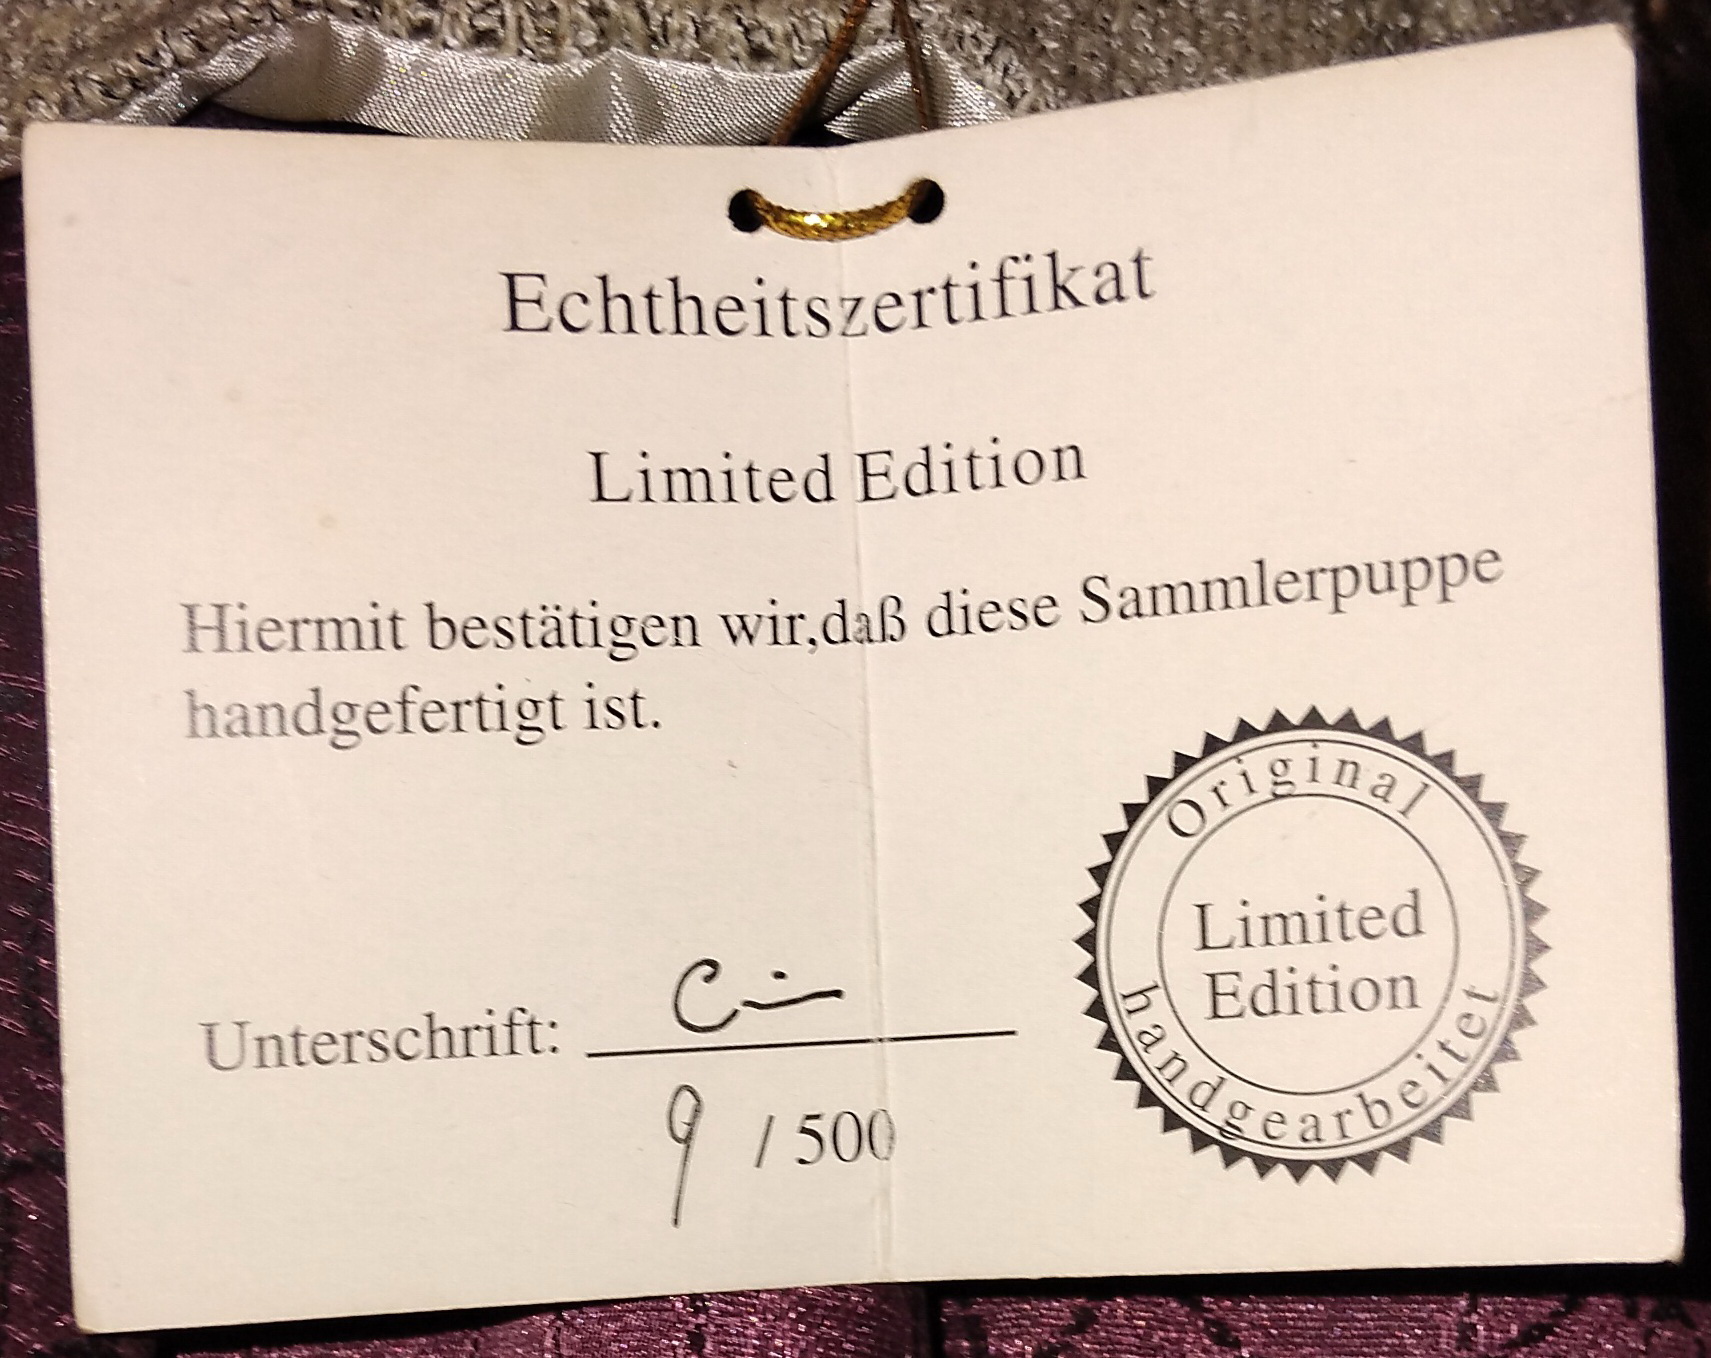 Echtheitszertifikat
Limited Edition
Hiermit bestätigen wir,daß diese Sammlerpuppe
handgefertigt ist.
Original
Limited
Edition
handgearbeitet
Unterschrift:
9 / 500